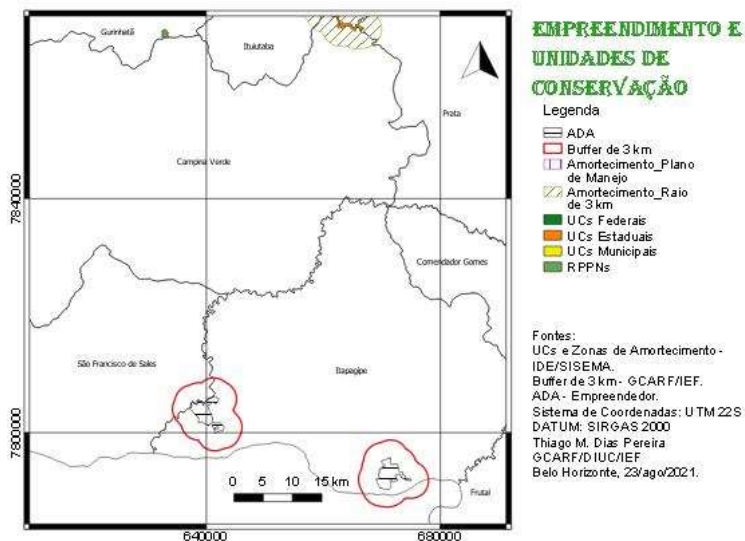 EMPREENDIMENTO E
UNIDADES DE
CONSERVAÇÃO
Legenda
ADA
Buffer de 3 km
Amortecimento_Plano
de Manejo
Amortecimento_Raio
de 3 km
UCs Federais
UCs Estaduais
UCs Municipais
RPPNs
Fontes:
UCs e Zonas de Amortecimento -
IDE/SISEMA.
Buffer de 3 km - GCARF/IEF.
ADA - Empreendedor.
Sistema de Coordenadas: UTM 22S
DATUM: SIRGAS 2000
Thiago M. Dias Pereira
GCARF/DIUC/IEF
Belo Horizonte, 23/ago/2021.
Gurinhatã
Ituiutaba
Prata
Campina Verde
7840000
Comendador Gomes
São Francisco de Sales
Itapagipe
7800000
0 5 10 15 km
Frutal
640000
680000